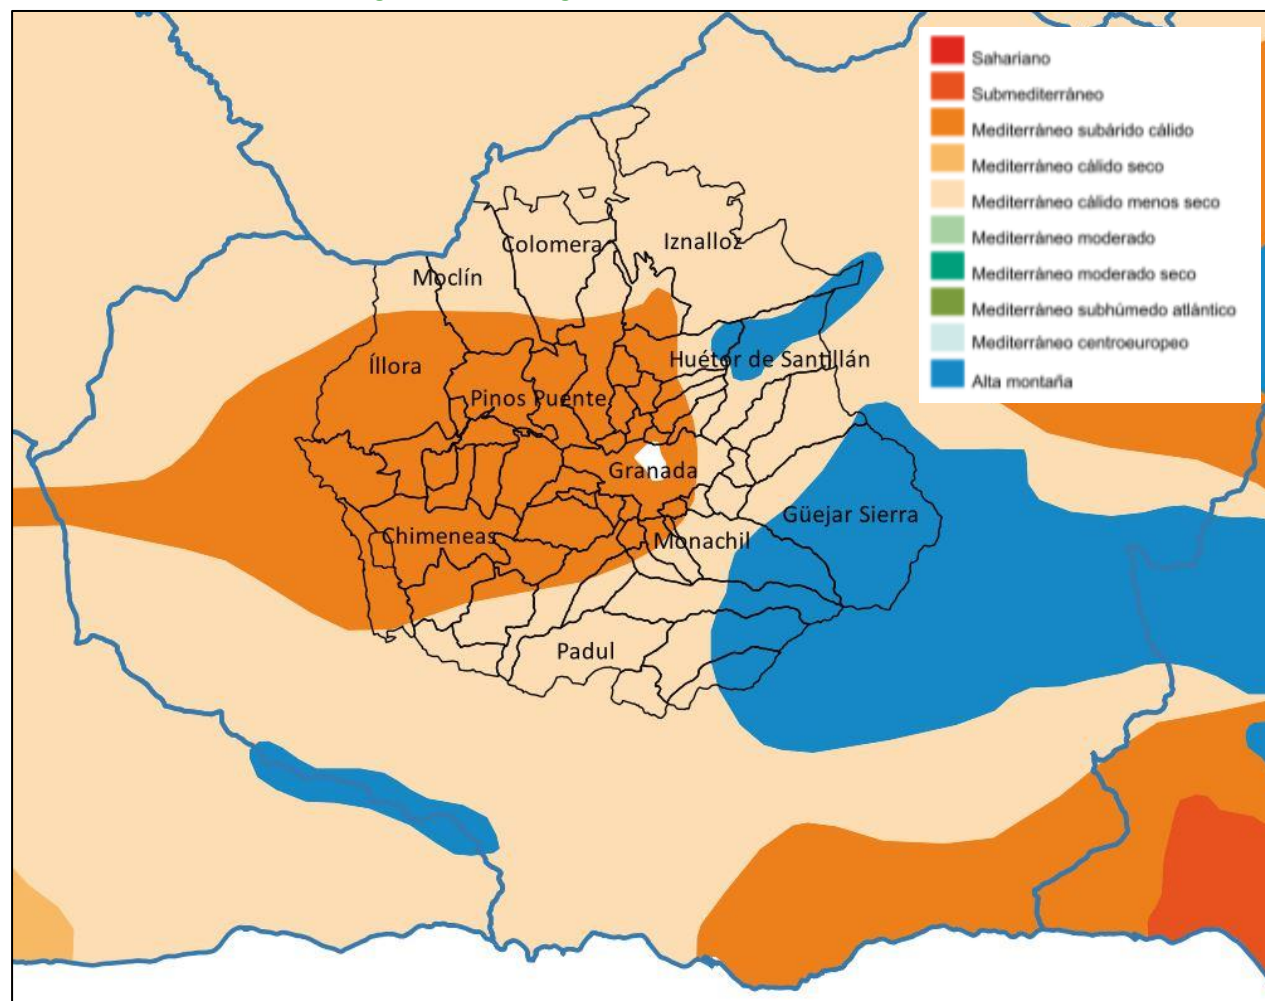 Sahariano
Submediterráneo
Mediterráneo subárido cálido
Mediterráneo cálido seco
Mediterráneo cálido menos seco
Mediterráneo moderado
Mediterráneo moderado seco
Mediterráneo subhúmedo atlántico
Mediterráneo centroeuropeo
Alta montaña
Colomera
Iznalloz
Moclín
Íllora
Huétor de Santillán
Pinos Puente
Granada
Güejar Sierra
Chimeneas
Monachil
Padul